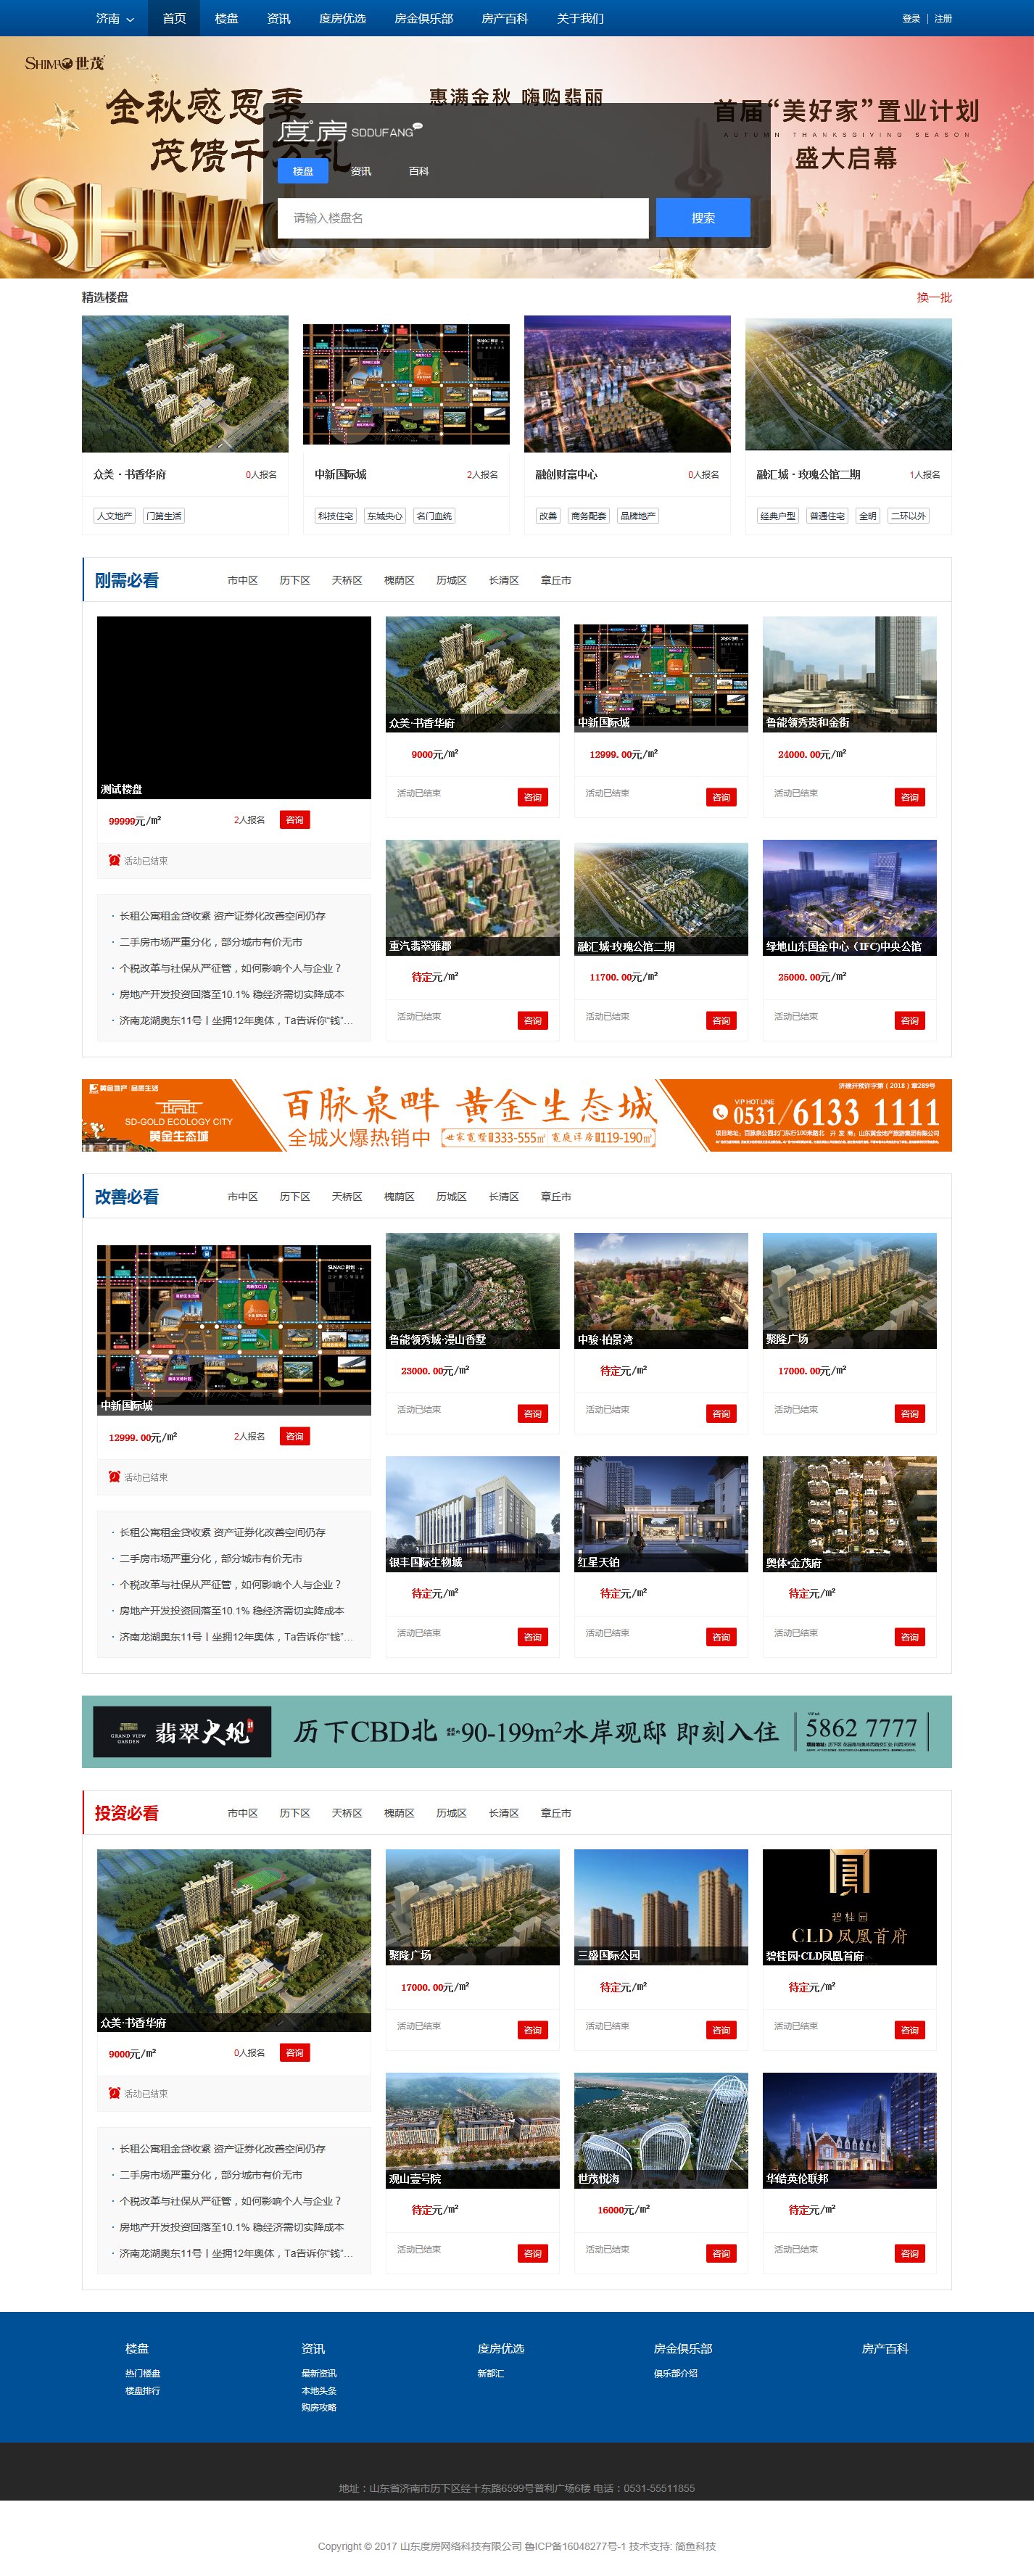 济南 首页 楼盘 资讯 度房优选 房金俱乐部 房产百科 关于我们 登录 | 注册
SHIMAO世茂
金秋感恩季
惠满金秋 嗨购翡丽
首届“美好家”置业计划
AUTUMN THANKSGIVING SEASON
盛大启幕
度房 SDDUFANG
楼盘 资讯 百科
请输入楼盘名 搜索
精选楼盘 换一批
众美・书香华府 0人报名
中新国际城 2人报名
融创财富中心 0人报名
融汇城・玫瑰公馆二期 1人报名
人文地产 门第生活
科技住宅 东城央心 名门血统
改善 商务配套 品牌地产
经典户型 普通住宅 全明 二环以外
刚需必看 市中区 历下区 天桥区 槐荫区 历城区 长清区 章丘市
测试楼盘
99999元/m² 2人报名 咨询
活动已结束
· 长租公寓租金贷收紧 资产证券化改善空间仍存
· 二手房市场严重分化，部分城市有价无市
· 个税改革与社保从严征管，如何影响个人与企业？
· 房地产开发投资回落至10.1% 稳经济需切实降成本
· 济南龙湖奥东11号丨坐拥12年奥体，Ta告诉你“钱”...
众美·书香华府
9000元/m²
活动已结束 咨询
中新国际城
12999.00元/m²
活动已结束 咨询
鲁能领秀贵和金街
24000.00元/m²
活动已结束 咨询
重汽翡翠雅郡
待定元/m²
活动已结束 咨询
融汇城·玫瑰公馆二期
11700.00元/m²
活动已结束 咨询
绿地山东国金中心（IFC)中央公馆
25000.00元/m²
活动已结束 咨询
黄金地产 品质生活
SD-GOLD ECOLOGY CITY
黄金生态城
百脉泉畔 黄金生态城
全城火爆热销中 世家宽墅333-555㎡ 宽庭洋房119-190㎡
济建开预许字第（2018）章289号
VIP HOT LINE
0531/6133 1111
改善必看 市中区 历下区 天桥区 槐荫区 历城区 长清区 章丘市
中新国际城
12999.00元/m² 2人报名 咨询
活动已结束
· 长租公寓租金贷收紧 资产证券化改善空间仍存
· 二手房市场严重分化，部分城市有价无市
· 个税改革与社保从严征管，如何影响个人与企业？
· 房地产开发投资回落至10.1% 稳经济需切实降成本
· 济南龙湖奥东11号丨坐拥12年奥体，Ta告诉你“钱”...
鲁能领秀城·漫山香墅
23000.00元/m²
活动已结束 咨询
中骏·柏景湾
待定元/m²
活动已结束 咨询
聚隆广场
17000.00元/m²
活动已结束 咨询
银丰国际生物城
待定元/m²
活动已结束 咨询
红星天铂
待定元/m²
活动已结束 咨询
奥体•金茂府
待定元/m²
活动已结束 咨询
GRAND VIEW
GARDEN
翡翠大观
历下CBD北 90-199m²水岸观邸 即刻入住
5862 7777
投资必看 市中区 历下区 天桥区 槐荫区 历城区 长清区 章丘市
众美·书香华府
9000元/m² 0人报名 咨询
活动已结束
· 长租公寓租金贷收紧 资产证券化改善空间仍存
· 二手房市场严重分化，部分城市有价无市
· 个税改革与社保从严征管，如何影响个人与企业？
· 房地产开发投资回落至10.1% 稳经济需切实降成本
· 济南龙湖奥东11号丨坐拥12年奥体，Ta告诉你“钱”...
聚隆广场
17000.00元/m²
活动已结束 咨询
三盛国际公园
待定元/m²
活动已结束 咨询
碧桂园
CLD凤凰首府
碧桂园·CLD凤凰首府
待定元/m²
活动已结束 咨询
观山壹号院
待定元/m²
活动已结束 咨询
世茂悦海
16000元/m²
活动已结束 咨询
华皓英伦联邦
待定元/m²
活动已结束 咨询
楼盘 资讯 度房优选 房金俱乐部 房产百科
热门楼盘 最新资讯 新都汇 俱乐部介绍
楼盘排行 本地头条
购房攻略
地址：山东省济南市历下区经十东路6599号普利广场6楼 电话：0531-55511855
Copyright © 2017 山东度房网络科技有限公司 鲁ICP备16048277号-1 技术支持: 简鱼科技